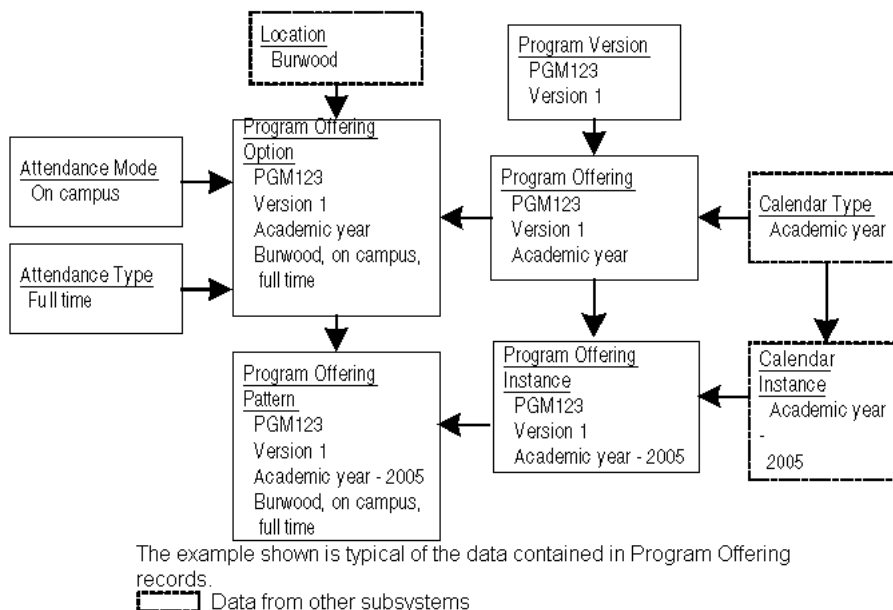 Location
Burwood
Program Version
PGM123
Version 1
Attendance Mode
On campus
Attendance Type
Full time
Program Offering
Option
PGM123
Version 1
Academic year
Burwood, on campus,
full time
Program Offering
PGM123
Version 1
Academic year
Calendar Type
Academic year
Program Offering
Pattern
PGM123
Version 1
Academic year - 2005
Burwood, on campus,
full time
Program Offering
Instance
PGM123
Version 1
Academic year - 2005
Calendar
Instance
Academic year
-
2005
The example shown is typical of the data contained in Program Offering
records.
Data from other subsystems